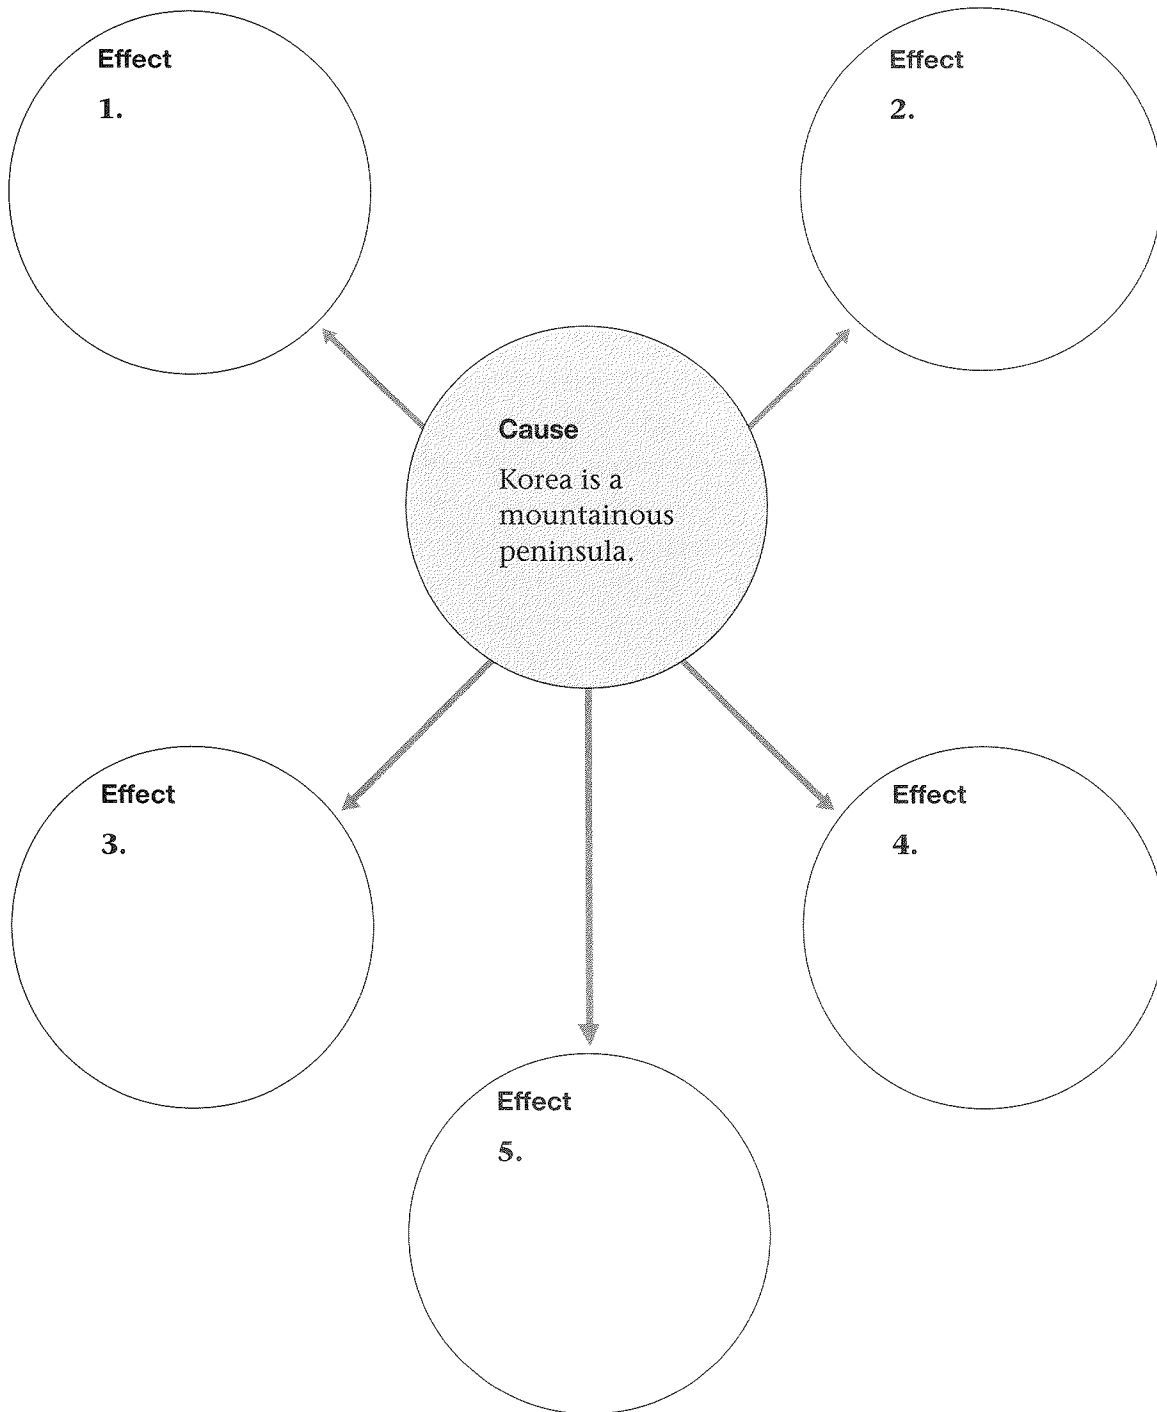 Effect
1.
Effect
2.
Cause
Korea is a
mountainous
peninsula.
Effect
3.
Effect
4.
Effect
5.